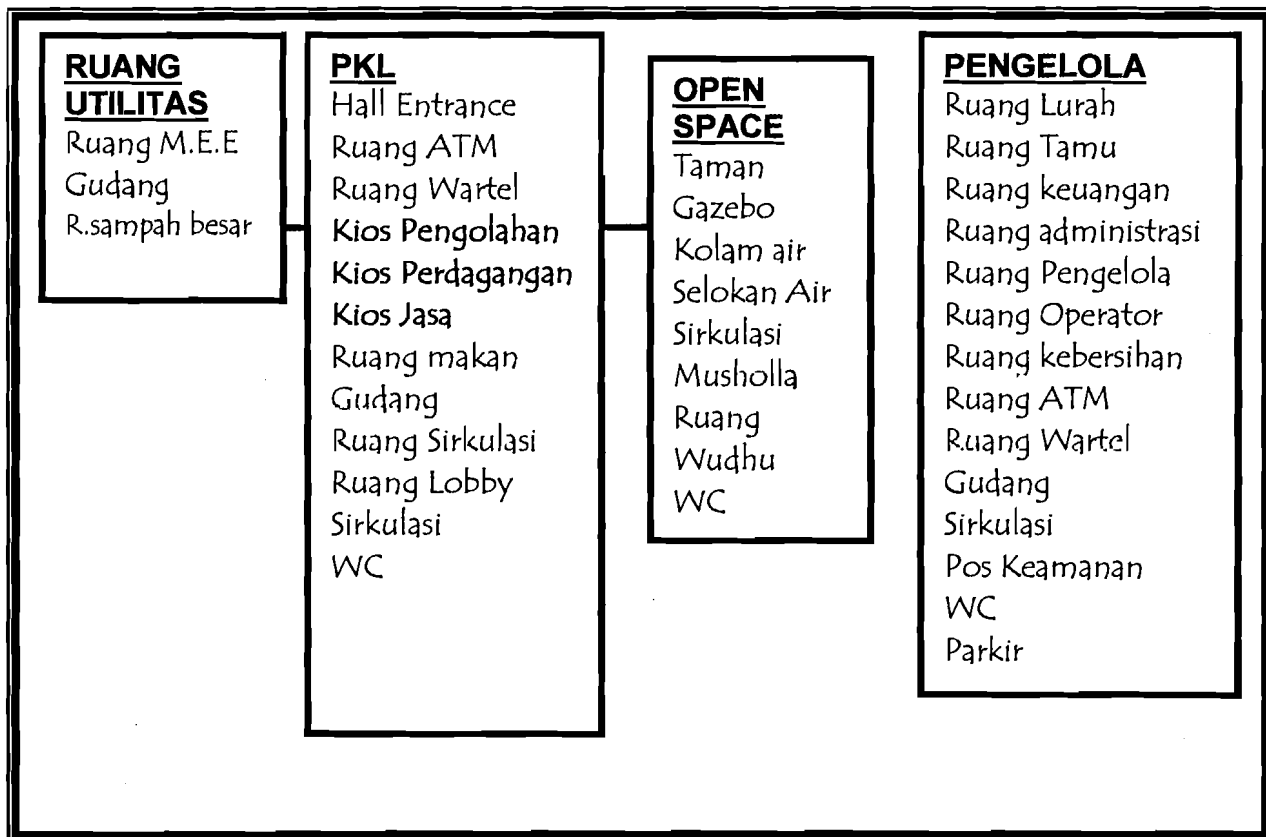 RUANG
UTILITAS
Ruang M.E.E
Gudang
R.sampah besar
PKL
Hall Entrance
Ruang ATM
Ruang Wartel
Kios Pengolahan
Kios Perdagangan
Kios Jasa
Ruang makan
Gudang
Ruang Sirkulasi
Ruang Lobby
Sirkulasi
WC
OPEN
SPACE
Taman
Gazebo
Kolam air
Selokan Air
Sirkulasi
Musholla
Ruang
Wudhu
WC
PENGELOLA
Ruang Lurah
Ruang Tamu
Ruang keuangan
Ruang administrasi
Ruang Pengelola
Ruang Operator
Ruang kebersihan
Ruang ATM
Ruang Wartel
Gudang
Sirkulasi
Pos Keamanan
WC
Parkir